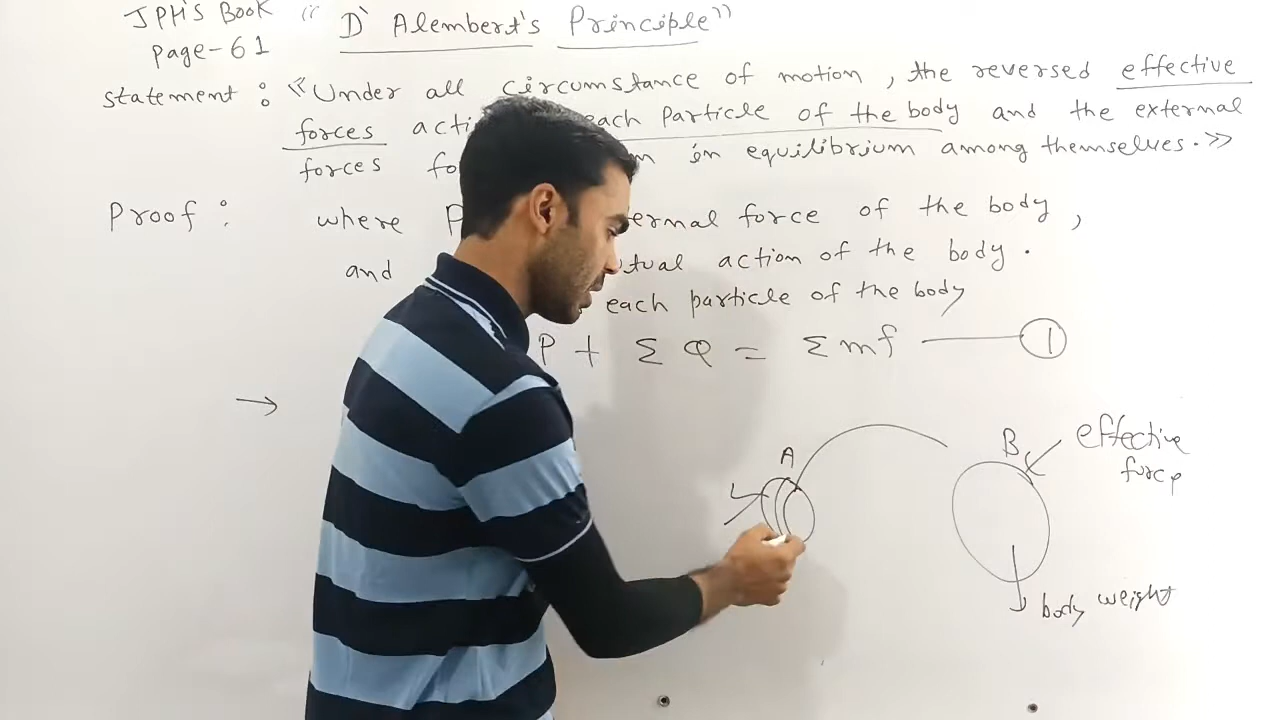 JPH'S Book "D' Alembert's Principle"
Page-61
statement : «Under all circumstance of motion, the reversed effective
forces acti each Particle of the body and the external
forces fo in equilibrium among themselves.»
Proof : where P ernal force of the body,
and utual action of the body.
each particle of the body
P + Σ Q = Σ mf — 1
→
A
B
effective
force
body weight